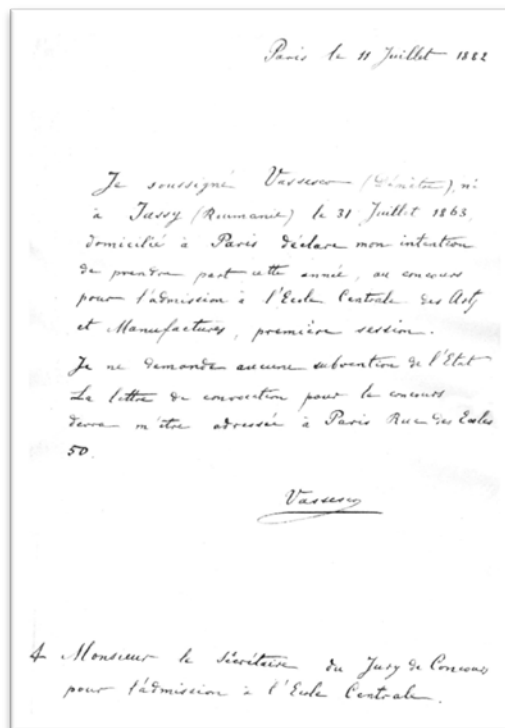 Paris le 11 Juillet 1882
Je soussigné Vassesco (Démètre), né
à Jassy (Roumanie) le 31 Juillet 1863,
domicilié à Paris déclare mon intention
de prendre part cette année, au concours
pour l'admission à l'Ecole Centrale des Arts
et Manufactures, première session.
Je ne demande aucune subvention de l'Etat
La lettre de convocation pour le concours
devra m'être adressée à Paris Rue des Ecoles
50.
Vassesco
Monsieur le Secrétaire du Jury de Concours
pour l'admission à l'Ecole Centrale.